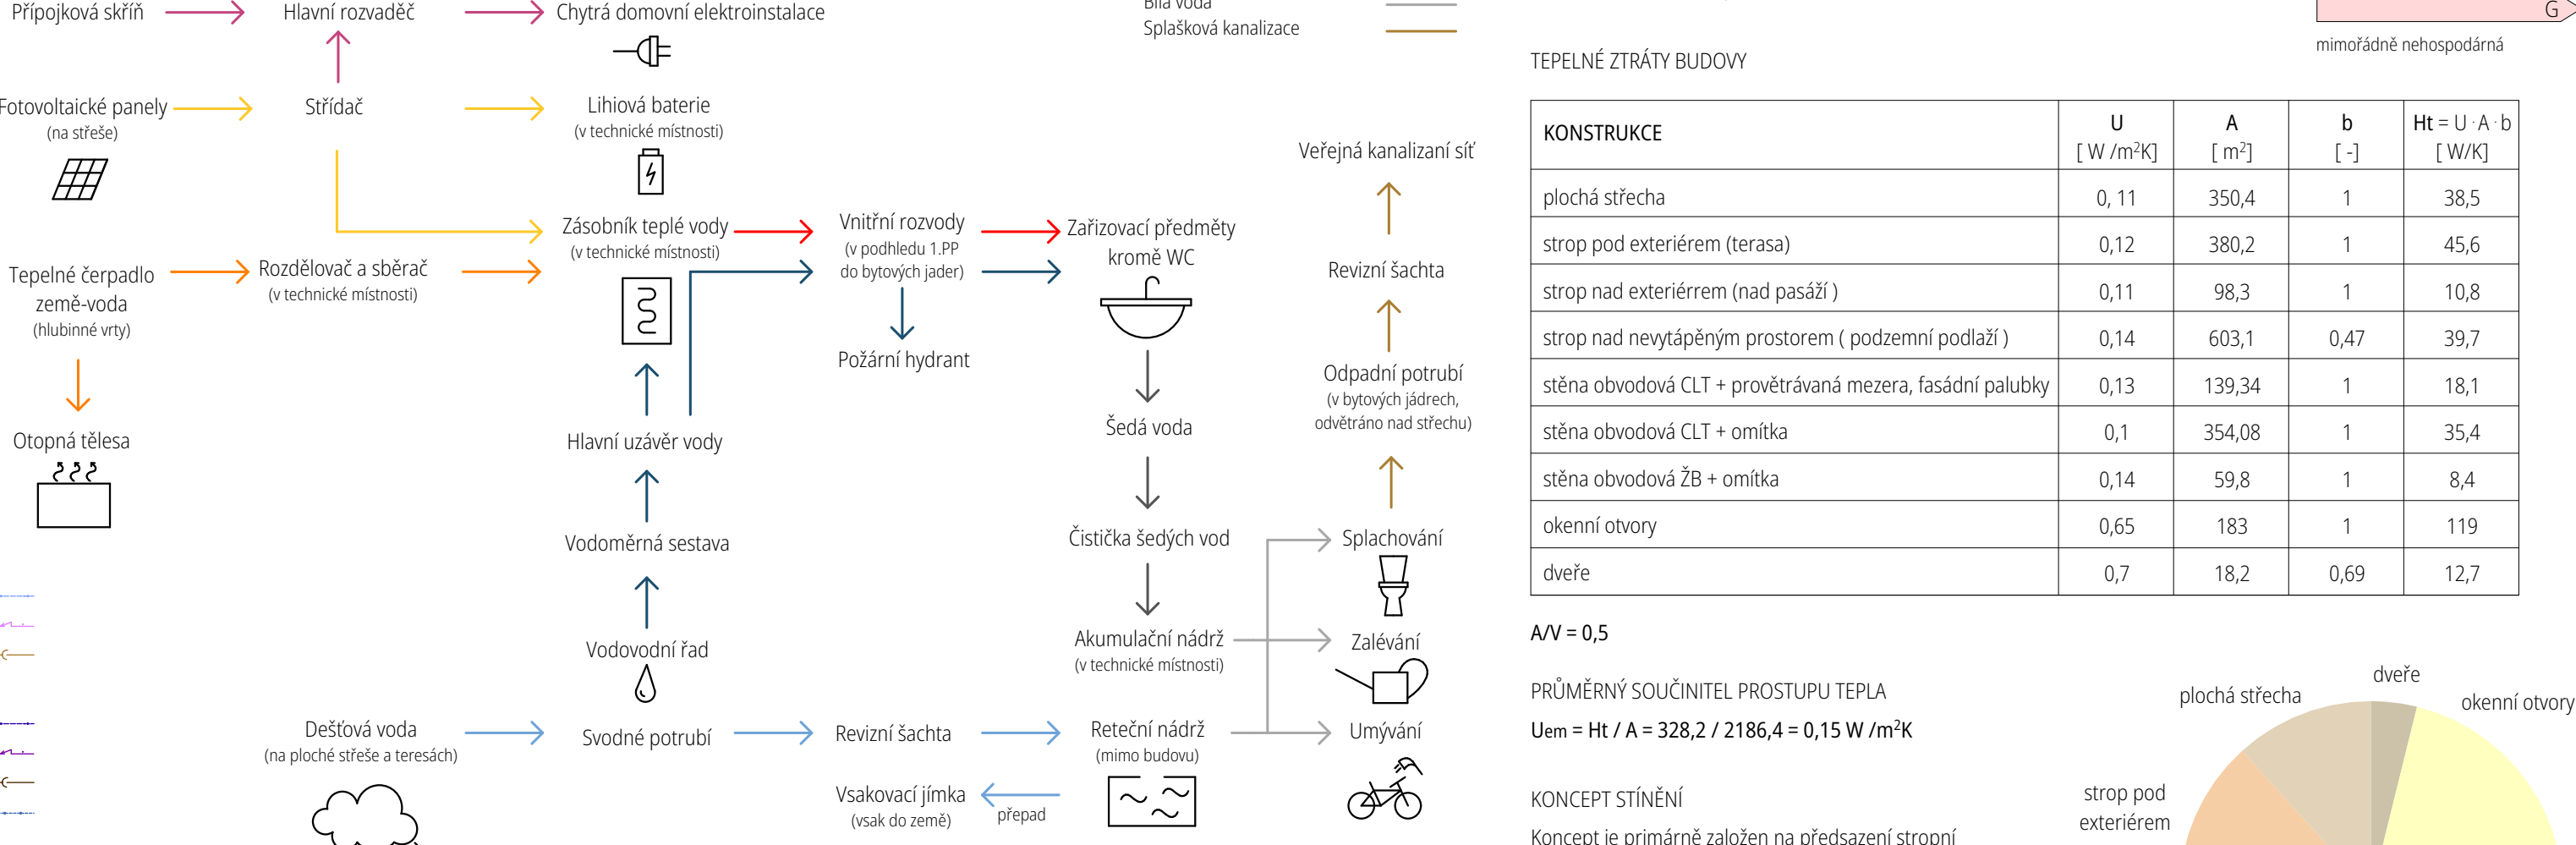 Přípojková skříň
Hlavní rozvaděč
Chytrá domovní elektroinstalace
Bílá voda
Splašková kanalizace
Fotovoltaické panely
(na střeše)
Střídač
Lihiová baterie
(v technické místnosti)
Zásobník teplé vody
(v technické místnosti)
Vnitřní rozvody
(v podhledu 1.PP
do bytových jader)
Zařizovací předměty
kromě WC
Tepelné čerpadlo
země-voda
(hlubinné vrty)
Rozdělovač a sběrač
(v technické místnosti)
Požární hydrant
Otopná tělesa
Hlavní uzávěr vody
Vodoměrná sestava
Vodovodní řad
Šedá voda
Čistička šedých vod
Akumulační nádrž
(v technické místnosti)
Veřejná kanalizaní síť
Revizní šachta
Odpadní potrubí
(v bytových jádrech,
odvětráno nad střechu)
Splachování
Zalévání
Umývání
Dešťová voda
(na ploché střeše a teresách)
Svodné potrubí
Revizní šachta
Reteční nádrž
(mimo budovu)
Vsakovací jímka
(vsak do země)
přepad
G
mimořádně nehospodárná
TEPELNÉ ZTRÁTY BUDOVY
KONSTRUKCE U [ W /m²K] A [ m²] b [ -] Ht = U · A · b [ W/K]
plochá střecha 0, 11 350,4 1 38,5
strop pod exteriérem (terasa) 0,12 380,2 1 45,6
strop nad exteriérrem (nad pasáží ) 0,11 98,3 1 10,8
strop nad nevytápěným prostorem ( podzemní podlaží ) 0,14 603,1 0,47 39,7
stěna obvodová CLT + provětrávaná mezera, fasádní palubky 0,13 139,34 1 18,1
stěna obvodová CLT + omítka 0,1 354,08 1 35,4
stěna obvodová ŽB + omítka 0,14 59,8 1 8,4
okenní otvory 0,65 183 1 119
dveře 0,7 18,2 0,69 12,7
A/V = 0,5
PRŮMĚRNÝ SOUČINITEL PROSTUPU TEPLA
Uem = Ht / A = 328,2 / 2186,4 = 0,15 W /m²K
KONCEPT STÍNĚNÍ
Koncept je primárně založen na předsazení stropní
dveře
plochá střecha
okenní otvory
strop pod
exteriérem